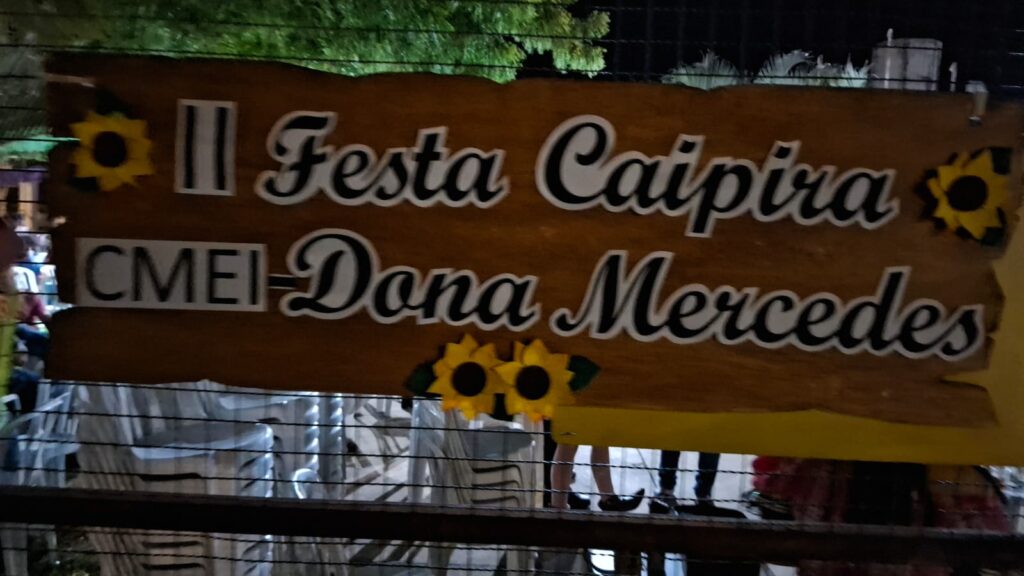 II Festa Caipira
CMEI-Dona Mercedes